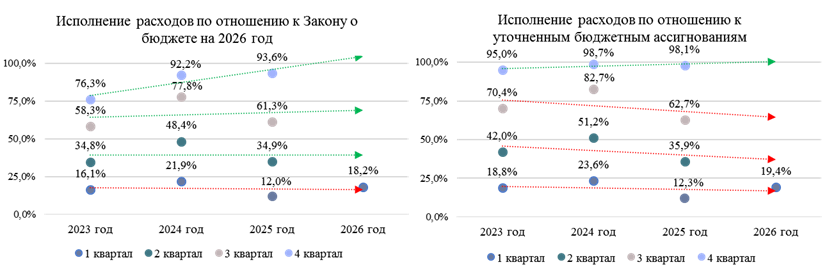 Исполнение расходов по отношению к Закону о
бюджете на 2026 год
100,0%
75,0%
50,0%
25,0%
0,0%
76,3%
92,2%
93,6%
58,3%
77,8%
61,3%
34,8%
48,4%
34,9%
16,1%
21,9%
12,0%
18,2%
2023 год
2024 год
2025 год
2026 год
1 квартал
2 квартал
3 квартал
4 квартал
Исполнение расходов по отношению к
уточненным бюджетным ассигнованиям
100,0%
75,0%
50,0%
25,0%
0,0%
95,0%
98,7%
98,1%
70,4%
82,7%
62,7%
42,0%
51,2%
35,9%
18,8%
23,6%
12,3%
19,4%
2023 год
2024 год
2025 год
2026 год
1 квартал
2 квартал
3 квартал
4 квартал